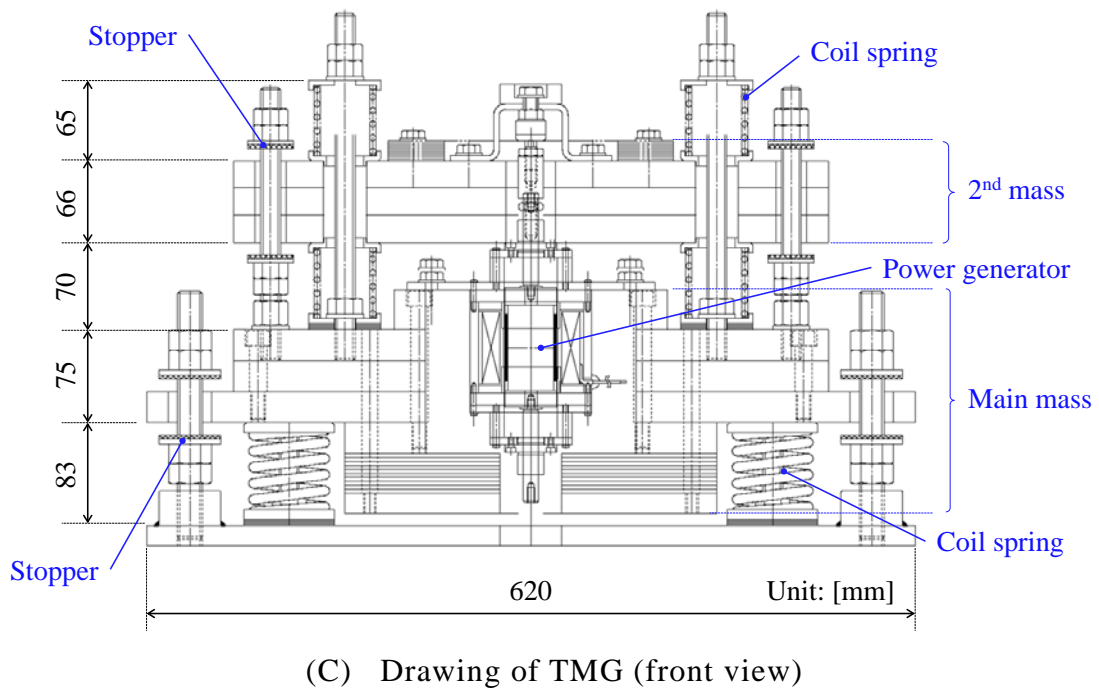 Stopper
Coil spring
65
66
2nd mass
70
Power generator
75
Main mass
83
Coil spring
Stopper
620
Unit: [mm]
(C) Drawing of TMG (front view)